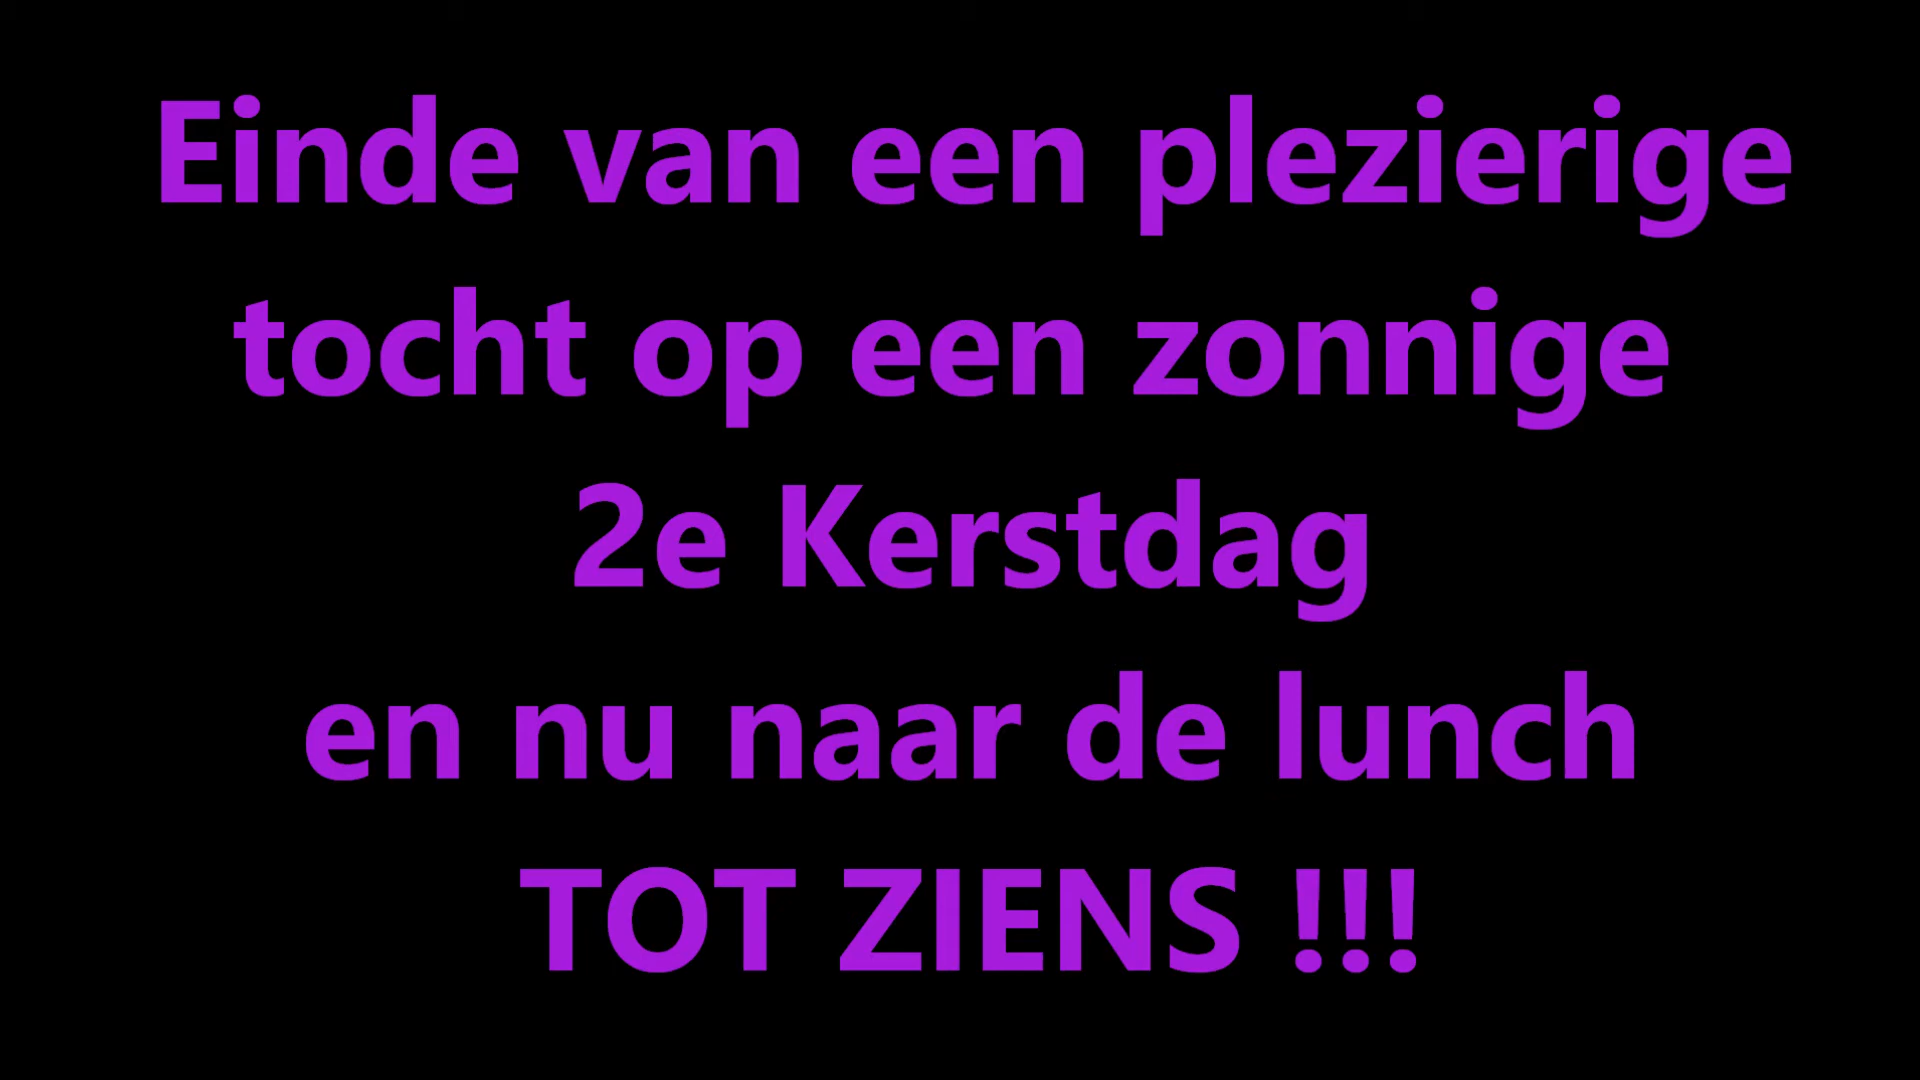 Einde van een plezierige
tocht op een zonnige
2e Kerstdag
en nu naar de lunch
TOT ZIENS !!!